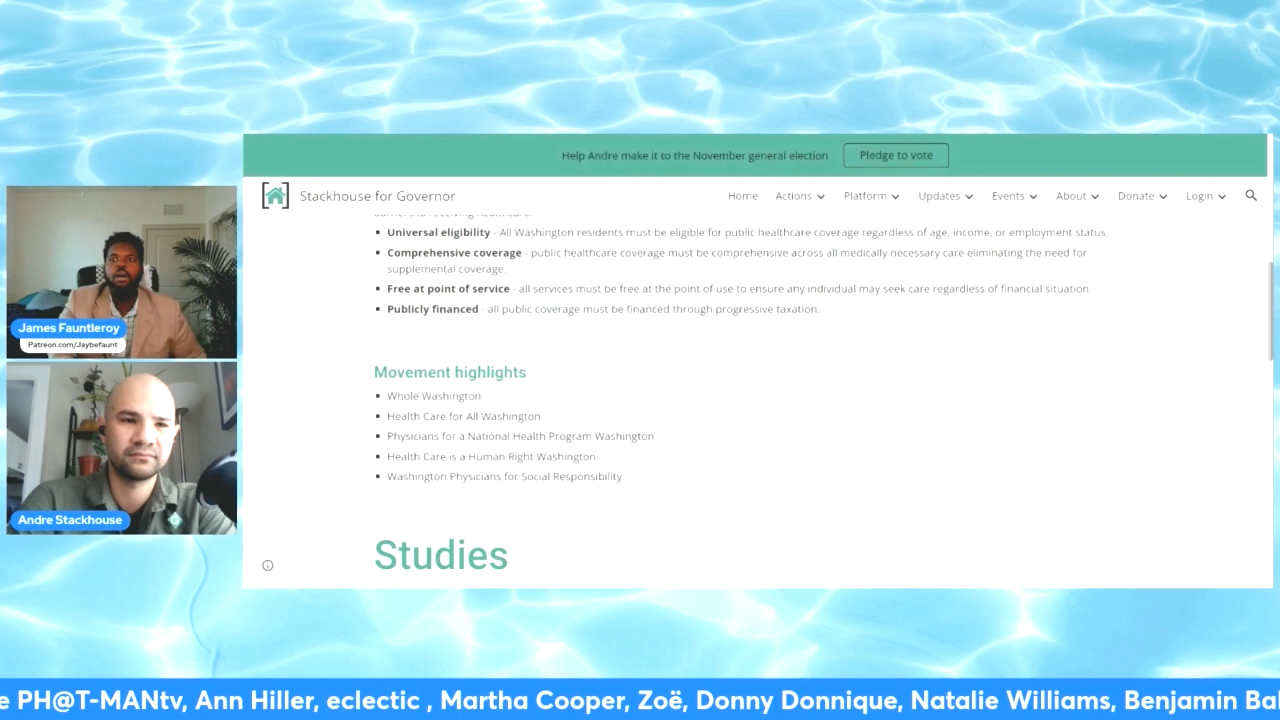 Help Andre make it to the November general election
Pledge to vote
Stackhouse for Governor
Home
Actions
Platform
Updates
Events
About
Donate
Login
barriers to receiving healthcare.
Universal eligibility - All Washington residents must be eligible for public healthcare coverage regardless of age, income, or employment status.
Comprehensive coverage - public healthcare coverage must be comprehensive across all medically necessary care eliminating the need for
supplemental coverage.
Free at point of service - all services must be free at the point of use to ensure any individual may seek care regardless of financial situation.
Publicly financed - all public coverage must be financed through progressive taxation.
Movement highlights
Whole Washington
Health Care for All Washington
Physicians for a National Health Program Washington
Health Care is a Human Right Washington
Washington Physicians for Social Responsibility
Studies
James Fauntleroy
Patreon.com/Jaybefaunt
Andre Stackhouse
e PH@T-MANtv, Ann Hiller, eclectic , Martha Cooper, Zoë, Donny Donnique, Natalie Williams, Benjamin Ba